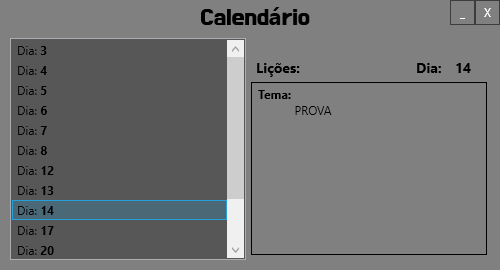 Calendário
_ X
Dia: 3
Dia: 4
Dia: 5
Dia: 6
Dia: 7
Dia: 8
Dia: 12
Dia: 13
Dia: 14
Dia: 17
Dia: 20
Lições: Dia: 14
Tema:
PROVA